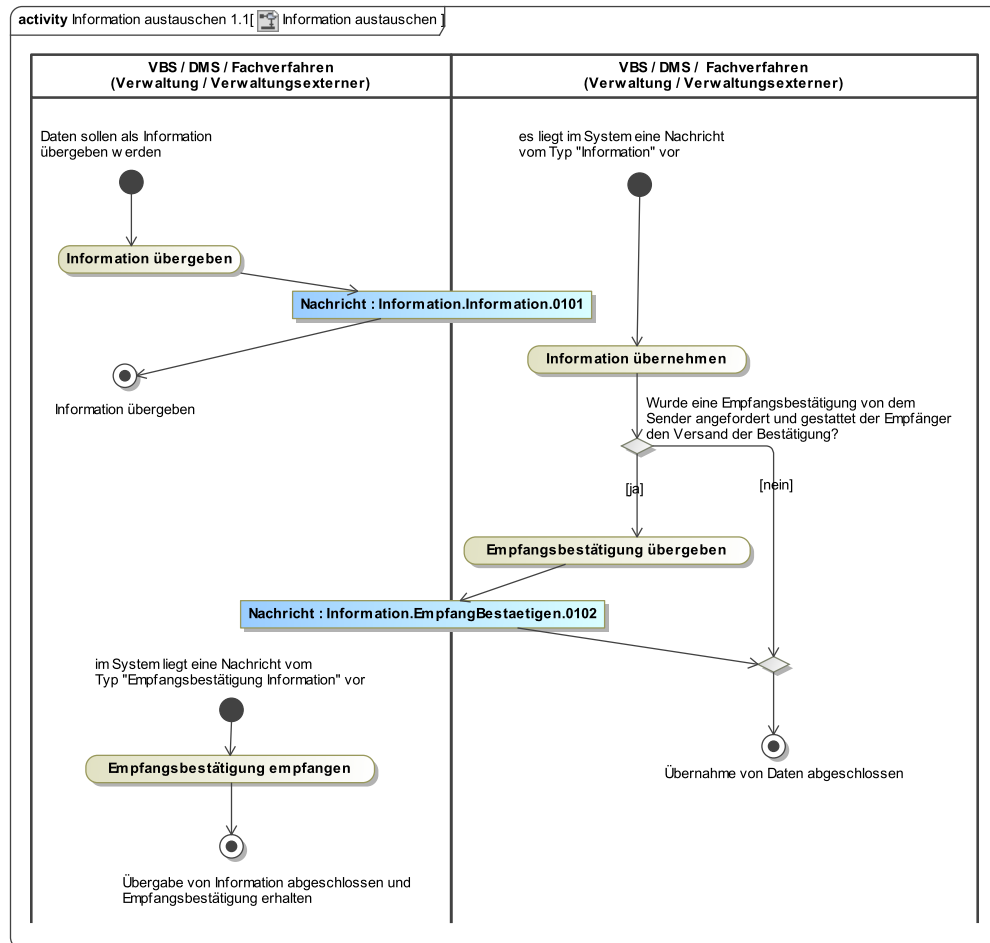 activity Information austauschen 1.1[ Information austauschen ]
VBS / DMS / Fachverfahren
(Verwaltung / Verwaltungsexterner)
VBS / DMS / Fachverfahren
(Verwaltung / Verwaltungsexterner)
Daten sollen als Information
übergeben werden
es liegt im System eine Nachricht
vom Typ "Information" vor
Information übergeben
Nachricht : Information.Information.0101
Information übernehmen
Information übergeben
Wurde eine Empfangsbestätigung von dem
Sender angefordert und gestattet der Empfänger
den Versand der Bestätigung?
[ja]
[nein]
Empfangsbestätigung übergeben
Nachricht : Information.EmpfangBestaetigen.0102
im System liegt eine Nachricht vom
Typ "Empfangsbestätigung Information" vor
Empfangsbestätigung empfangen
Übernahme von Daten abgeschlossen
Übergabe von Information abgeschlossen und
Empfangsbestätigung erhalten